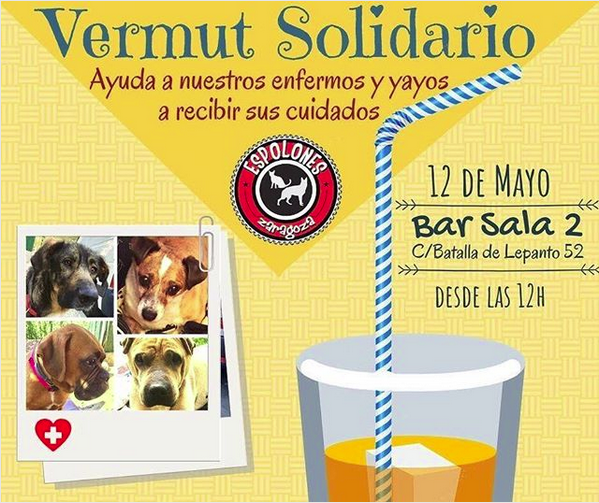 Vermut Solidario
Ayuda a nuestros enfermos y yayos
a recibir sus cuidados
ESPOLONES
zaragoza
12 DE MAYO
Bar Sala 2
C/Batalla de Lepanto 52
DESDE LAS 12H